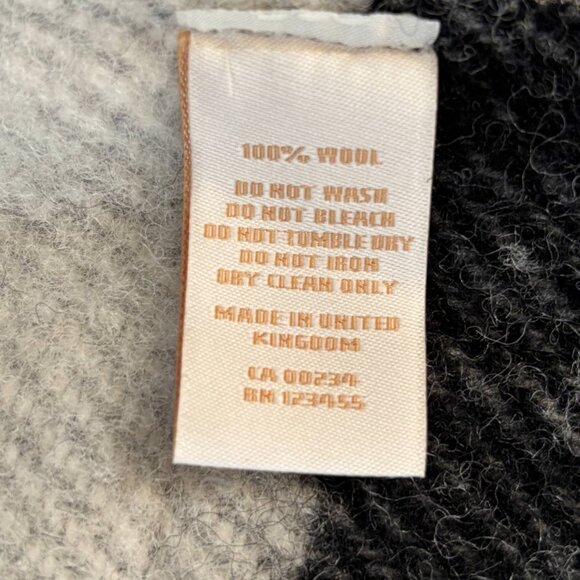 100% WOOL
DO NOT WASH
DO NOT BLEACH
DO NOT TUMBLE DRY
DO NOT IRON
DRY CLEAN ONLY
MADE IN UNITED
KINGDOM
CA 00234
RN 123455